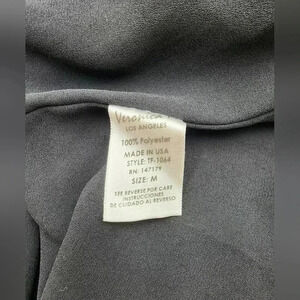 Veronica
LOS ANGELES
100% Polyester
MADE IN USA
STYLE: TP-1064
RN: 147179
SIZE: M
SEE REVERSE FOR CARE
INSTRUCCIONES
DE CUIDADO AL REVERSO